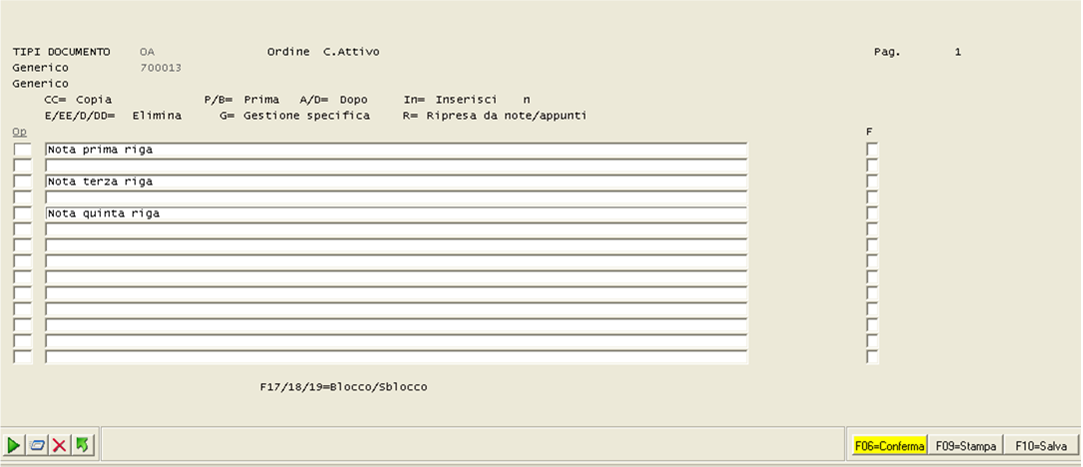 TIPI DOCUMENTO OA Ordine C.Attivo Pag. 1
Generico 700013
Generico
CC= Copia P/B= Prima A/D= Dopo In= Inserisci n
E/EE/D/DD= Elimina G= Gestione specifica R= Ripresa da note/appunti
Op F
Nota prima riga
Nota terza riga
Nota quinta riga
F17/18/19=Blocco/Sblocco
F06=Conferma F09=Stampa F10=Salva